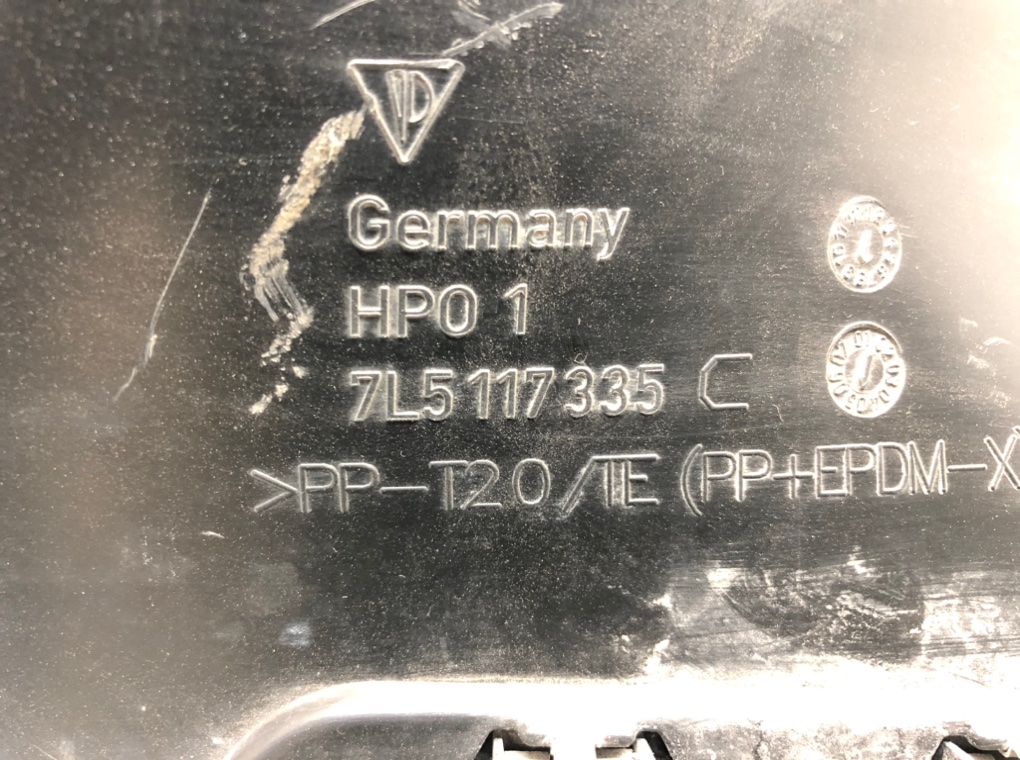 Germany
HPO 1
7L5 117 335 C
>PP-T20/TE (PP+EPDM-X)